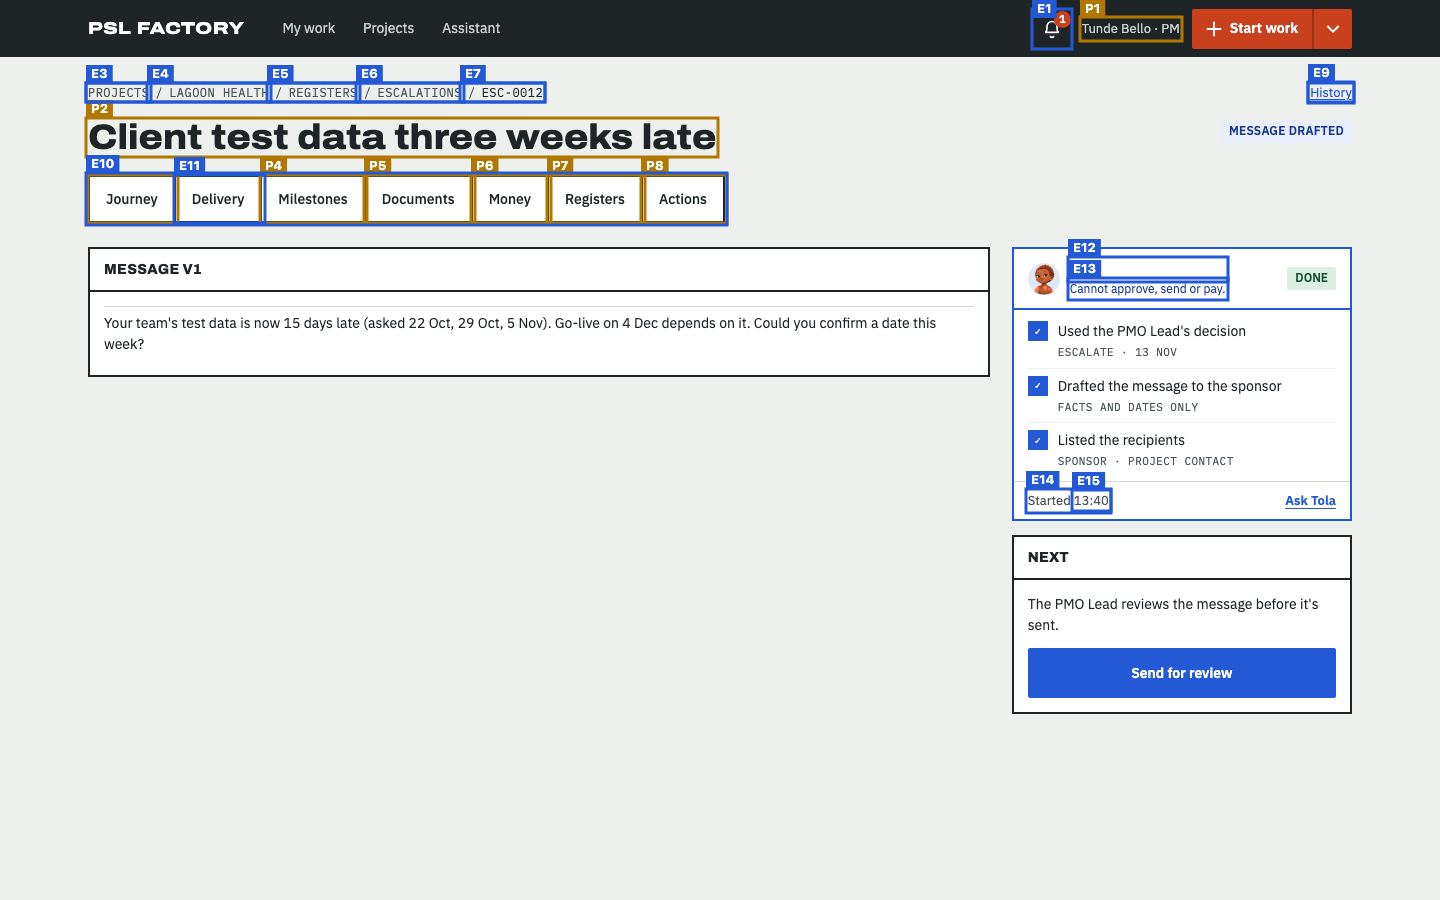 PSL FACTORY My work Projects Assistant E1 1 P1 Tunde Bello · PM Start work
E3 E4 E5 E6 E7 E9
PROJECTS / LAGOON HEALTH / REGISTERS / ESCALATIONS / ESC-0012 History
P2
Client test data three weeks late MESSAGE DRAFTED
E10 E11 P4 P5 P6 P7 P8
Journey Delivery Milestones Documents Money Registers Actions
MESSAGE V1
Your team's test data is now 15 days late (asked 22 Oct, 29 Oct, 5 Nov). Go-live on 4 Dec depends on it. Could you confirm a date this
week?
E12
E13
Cannot approve, send or pay.
DONE
Used the PMO Lead's decision
ESCALATE · 13 NOV
Drafted the message to the sponsor
FACTS AND DATES ONLY
Listed the recipients
SPONSOR · PROJECT CONTACT
E14 E15
Started 13:40 Ask Tola
NEXT
The PMO Lead reviews the message before it's
sent.
Send for review